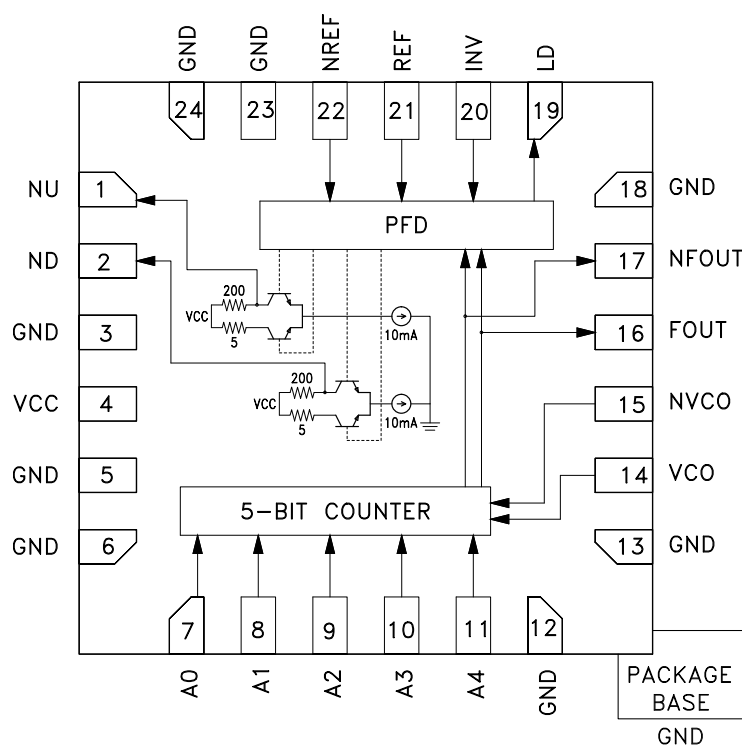 GND
GND
NREF
REF
INV
LD
24
23
22
21
20
19
NU 1
18 GND
PFD
ND 2
17 NFOUT
200
VCC
5
10mA
GND 3
16 FOUT
200
VCC
5
10mA
VCC 4
15 NVCO
GND 5
14 VCO
5-BIT COUNTER
GND 6
13 GND
7
8
9
10
11
12
A0
A1
A2
A3
A4
GND
PACKAGE
BASE
GND